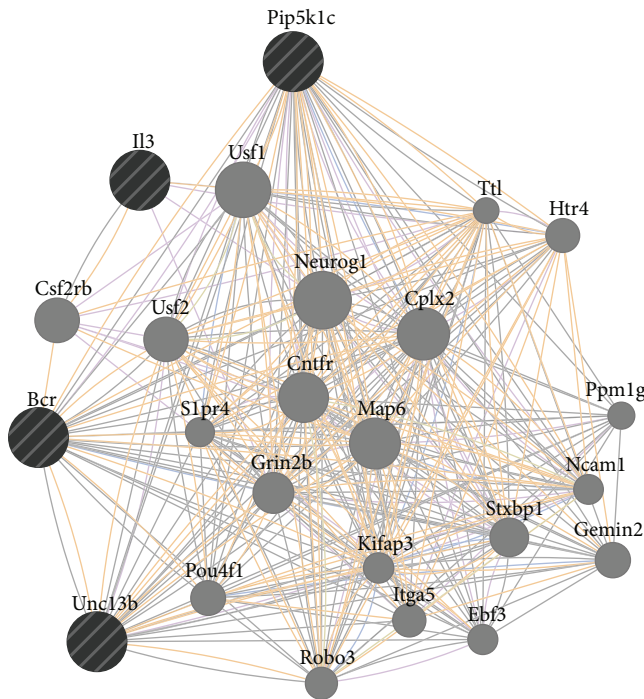 Pip5k1c
Il3
Usf1
Ttl
Htr4
Neurog1
Csf2rb
Usf2
Cplx2
Cntfr
Bcr
S1pr4
Map6
Ppm1g
Grin2b
Ncam1
Stxbp1
Gemin2
Kifap3
Pou4f1
Unc13b
Itga5
Ebf3
Robo3